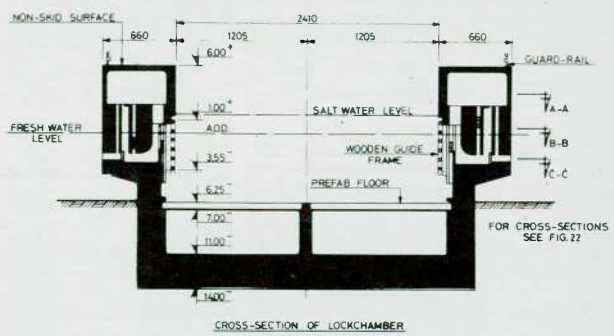 NON-SKID SURFACE
2410
660
1205
1205
660
6.00+
GUARD-RAIL
1.00+
SALT WATER LEVEL
A-A
FRESH WATER
LEVEL
A.O.D.
B-B
WOODEN GUIDE
FRAME
3.55-
C-C
6.25-
PREFAB FLOOR
7.00-
FOR CROSS-SECTIONS
SEE FIG. 22
11.00-
14.00-
CROSS-SECTION OF LOCKCHAMBER